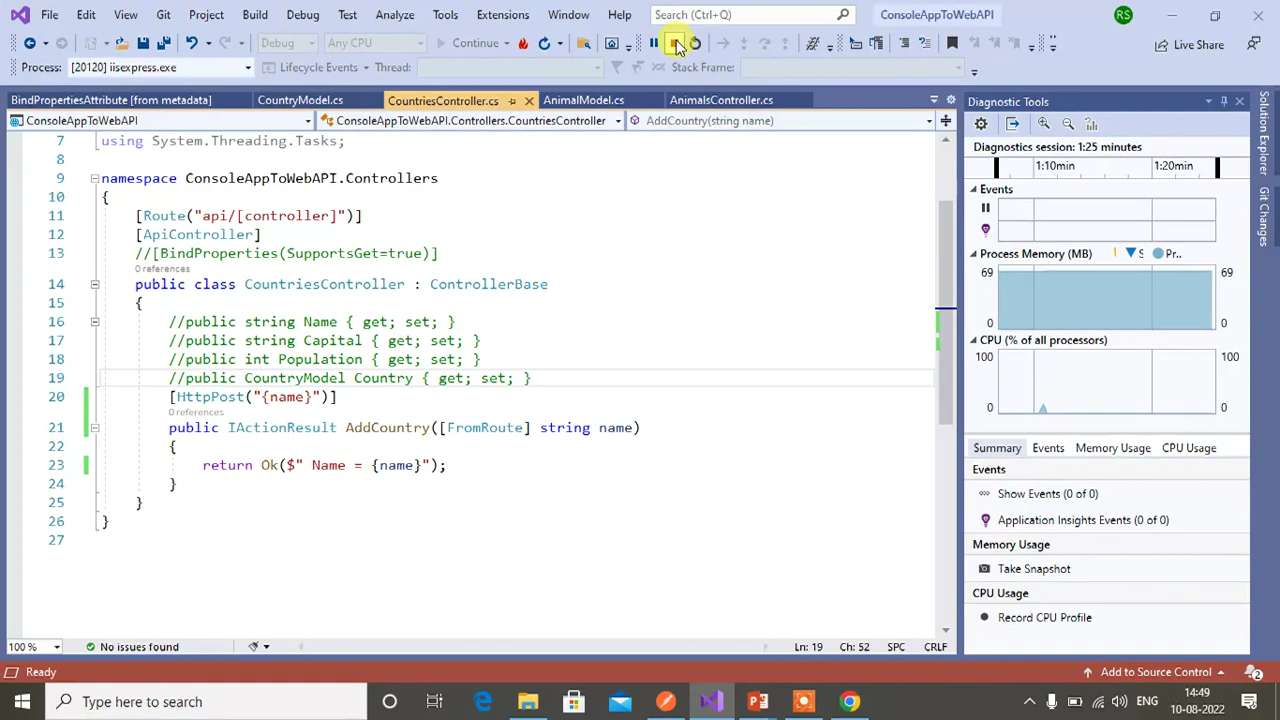 File Edit View Git Project Build Debug Test Analyze Tools Extensions Window Help Search (Ctrl+Q) ConsoleAppToWebAPI RS
Debug Any CPU Continue Live Share
Process: [20120] iisexpress.exe Lifecycle Events Thread: Stack Frame:
BindPropertiesAttribute [from metadata] CountryModel.cs CountriesController.cs AnimalModel.cs AnimalsController.cs
ConsoleAppToWebAPI ConsoleAppToWebAPI.Controllers.CountriesController AddCountry(string name)
7 using System.Threading.Tasks;
8
9 namespace ConsoleAppToWebAPI.Controllers
10 {
11 [Route("api/[controller]")]
12 [ApiController]
13 //[BindProperties(SupportsGet=true)]
0 references
14 public class CountriesController : ControllerBase
15 {
16 //public string Name { get; set; }
17 //public string Capital { get; set; }
18 //public int Population { get; set; }
19 //public CountryModel Country { get; set; }
20 [HttpPost("{name}")]
0 references
21 public IActionResult AddCountry([FromRoute] string name)
22 {
23 return Ok($" Name = {name}");
24 }
25 }
26 }
27
100 % No issues found Ln: 19 Ch: 52 SPC CRLF
Diagnostic Tools
Diagnostics session: 1:25 minutes
1:10min 1:20min
Events
Process Memory (MB) S Pr..
69 69
0 0
CPU (% of all processors)
100 100
0 0
Summary Events Memory Usage CPU Usage
Events
Show Events (0 of 0)
Application Insights Events (0 of 0)
Memory Usage
Take Snapshot
CPU Usage
Record CPU Profile
Solution Explorer
Git Changes
Ready Add to Source Control 2
Type here to search ENG 14:49
10-08-2022